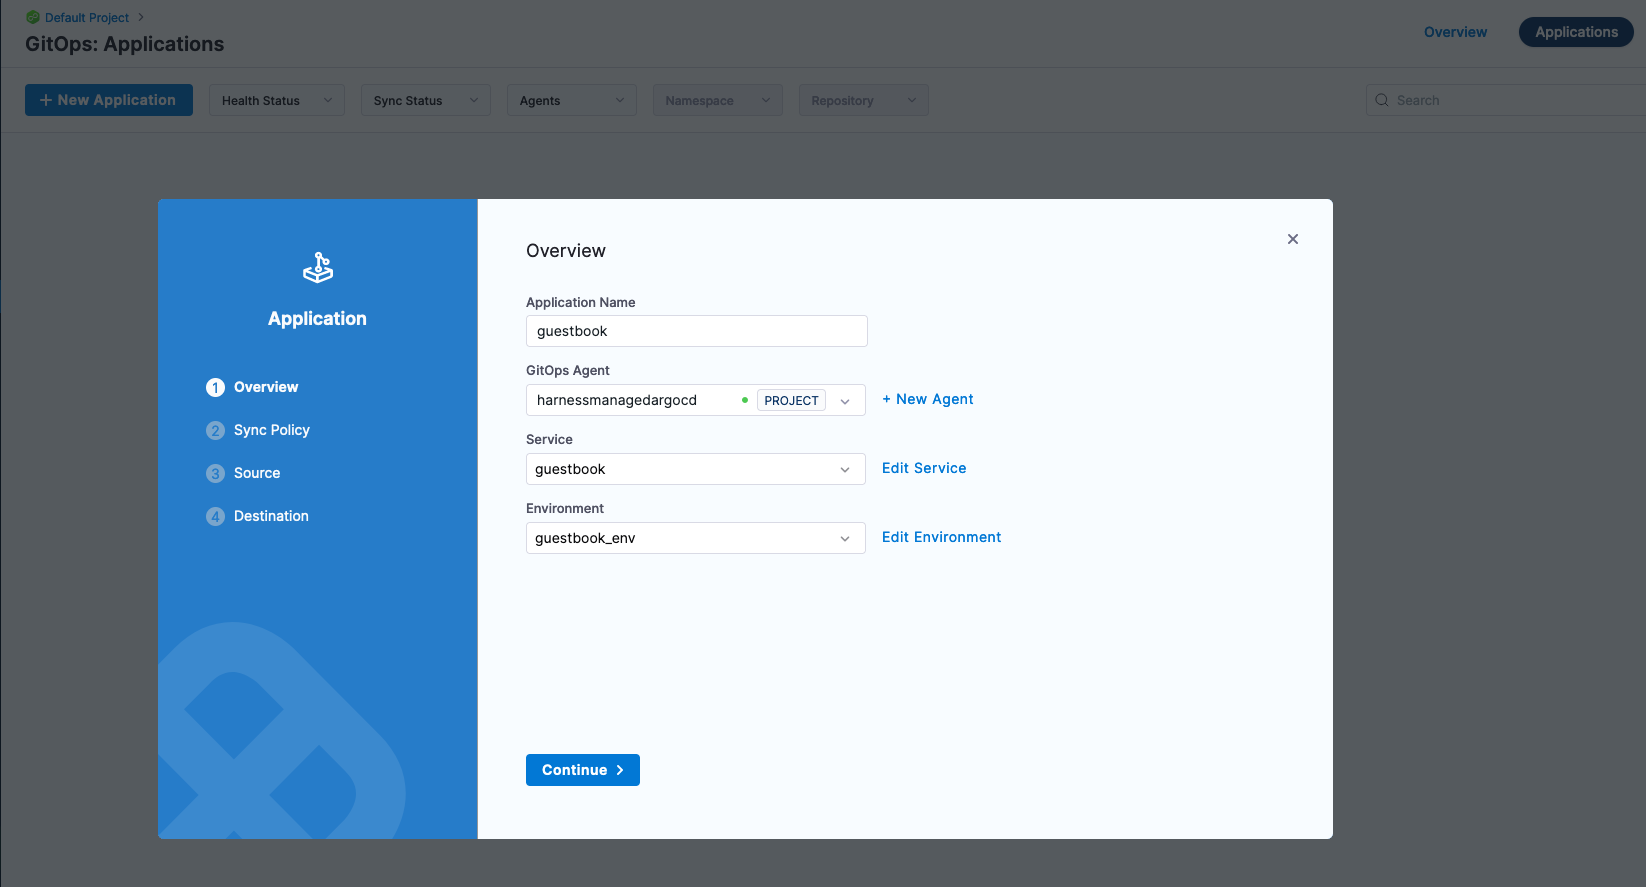 Default Project
GitOps: Applications
Overview
Applications
+ New Application
Health Status
Sync Status
Agents
Namespace
Repository
Search
Application
1 Overview
2 Sync Policy
3 Source
4 Destination
Overview
Application Name
guestbook
GitOps Agent
harnessmanagedargocd PROJECT
+ New Agent
Service
guestbook
Edit Service
Environment
guestbook_env
Edit Environment
Continue